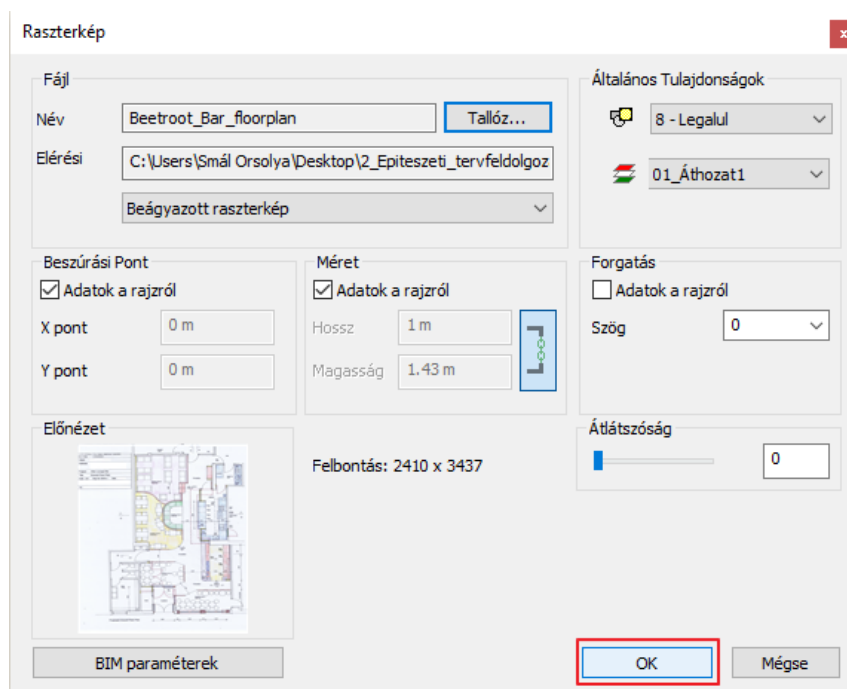 Raszterkép
x
Fájl
Név
Beetroot_Bar_floorplan
Tallóz...
Elérési
C:\Users\Smál Orsolya\Desktop\2_Epiteszeti_tervfeldolgoz
Beágyazott raszterkép
Általános Tulajdonságok
8 - Legalul
01_Áthozat1
Beszúrási Pont
Adatok a rajzról
X pont
0 m
Y pont
0 m
Méret
Adatok a rajzról
Hossz
1 m
Magasság
1.43 m
Forgatás
Adatok a rajzról
Szög
0
Előnézet
Felbontás: 2410 x 3437
Átlátszóság
0
BIM paraméterek
OK
Mégse